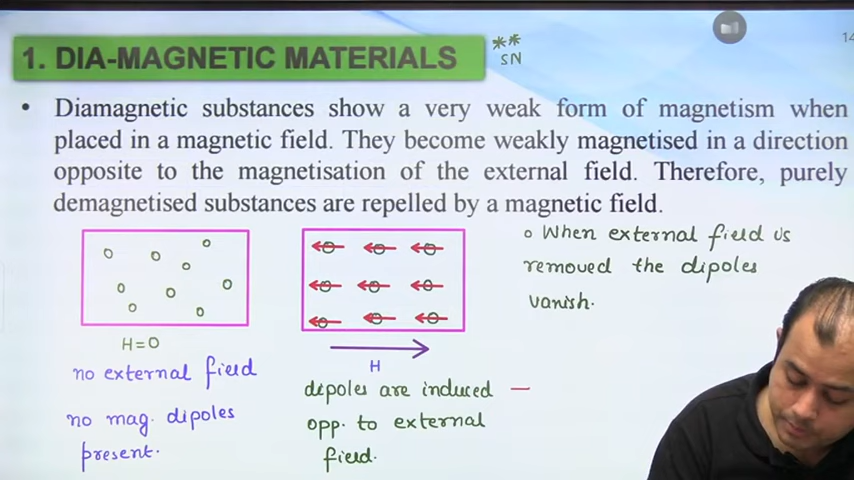 1. DIA-MAGNETIC MATERIALS
**
SN
14
• Diamagnetic substances show a very weak form of magnetism when
placed in a magnetic field. They become weakly magnetised in a direction
opposite to the magnetisation of the external field. Therefore, purely
demagnetised substances are repelled by a magnetic field.
H=0
no external field
no mag. dipoles
present.
H
dipoles are induced —
opp. to external
field.
o When external field is
removed the dipoles
vanish.